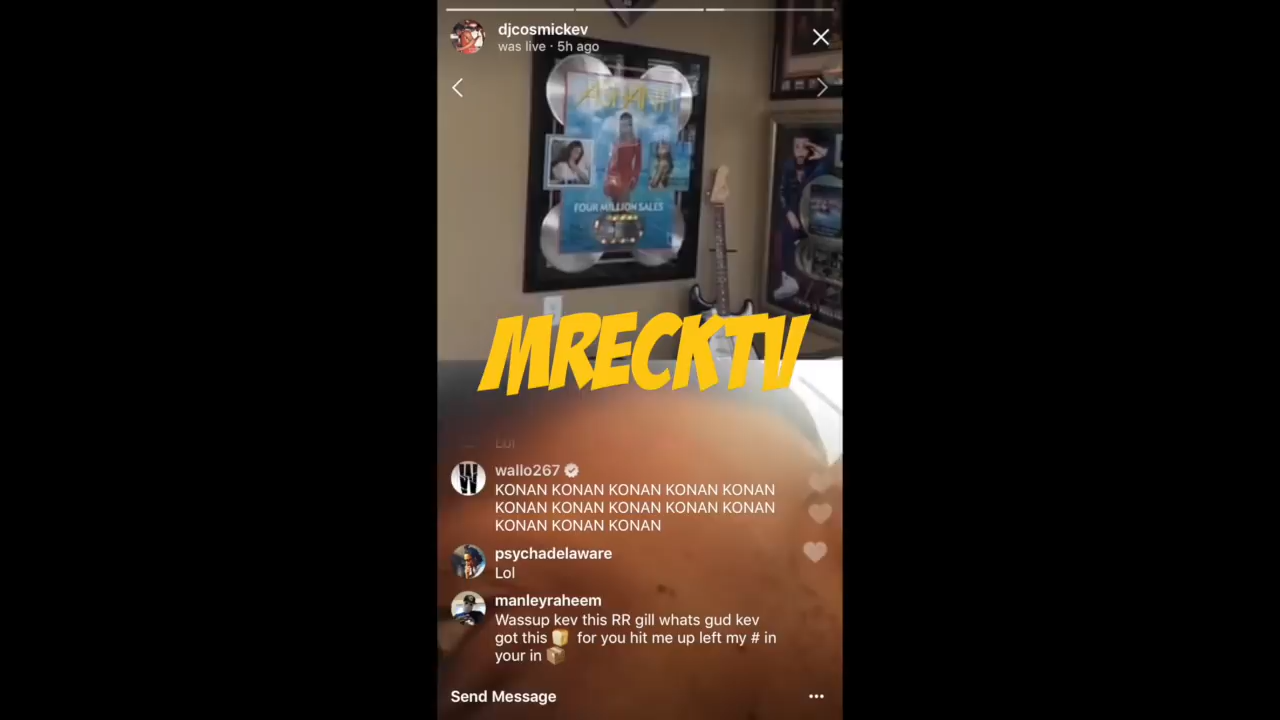 djcosmickev
was live · 5h ago
FOUR MILLION SALES
MRECKTV
Lol
wallo267
KONAN KONAN KONAN KONAN KONAN
KONAN KONAN KONAN KONAN KONAN
KONAN KONAN KONAN
psychadelaware
Lol
manleyraheem
Wassup kev this RR gill whats gud kev
got this 🍞 for you hit me up left my # in
your in 📦
Send Message